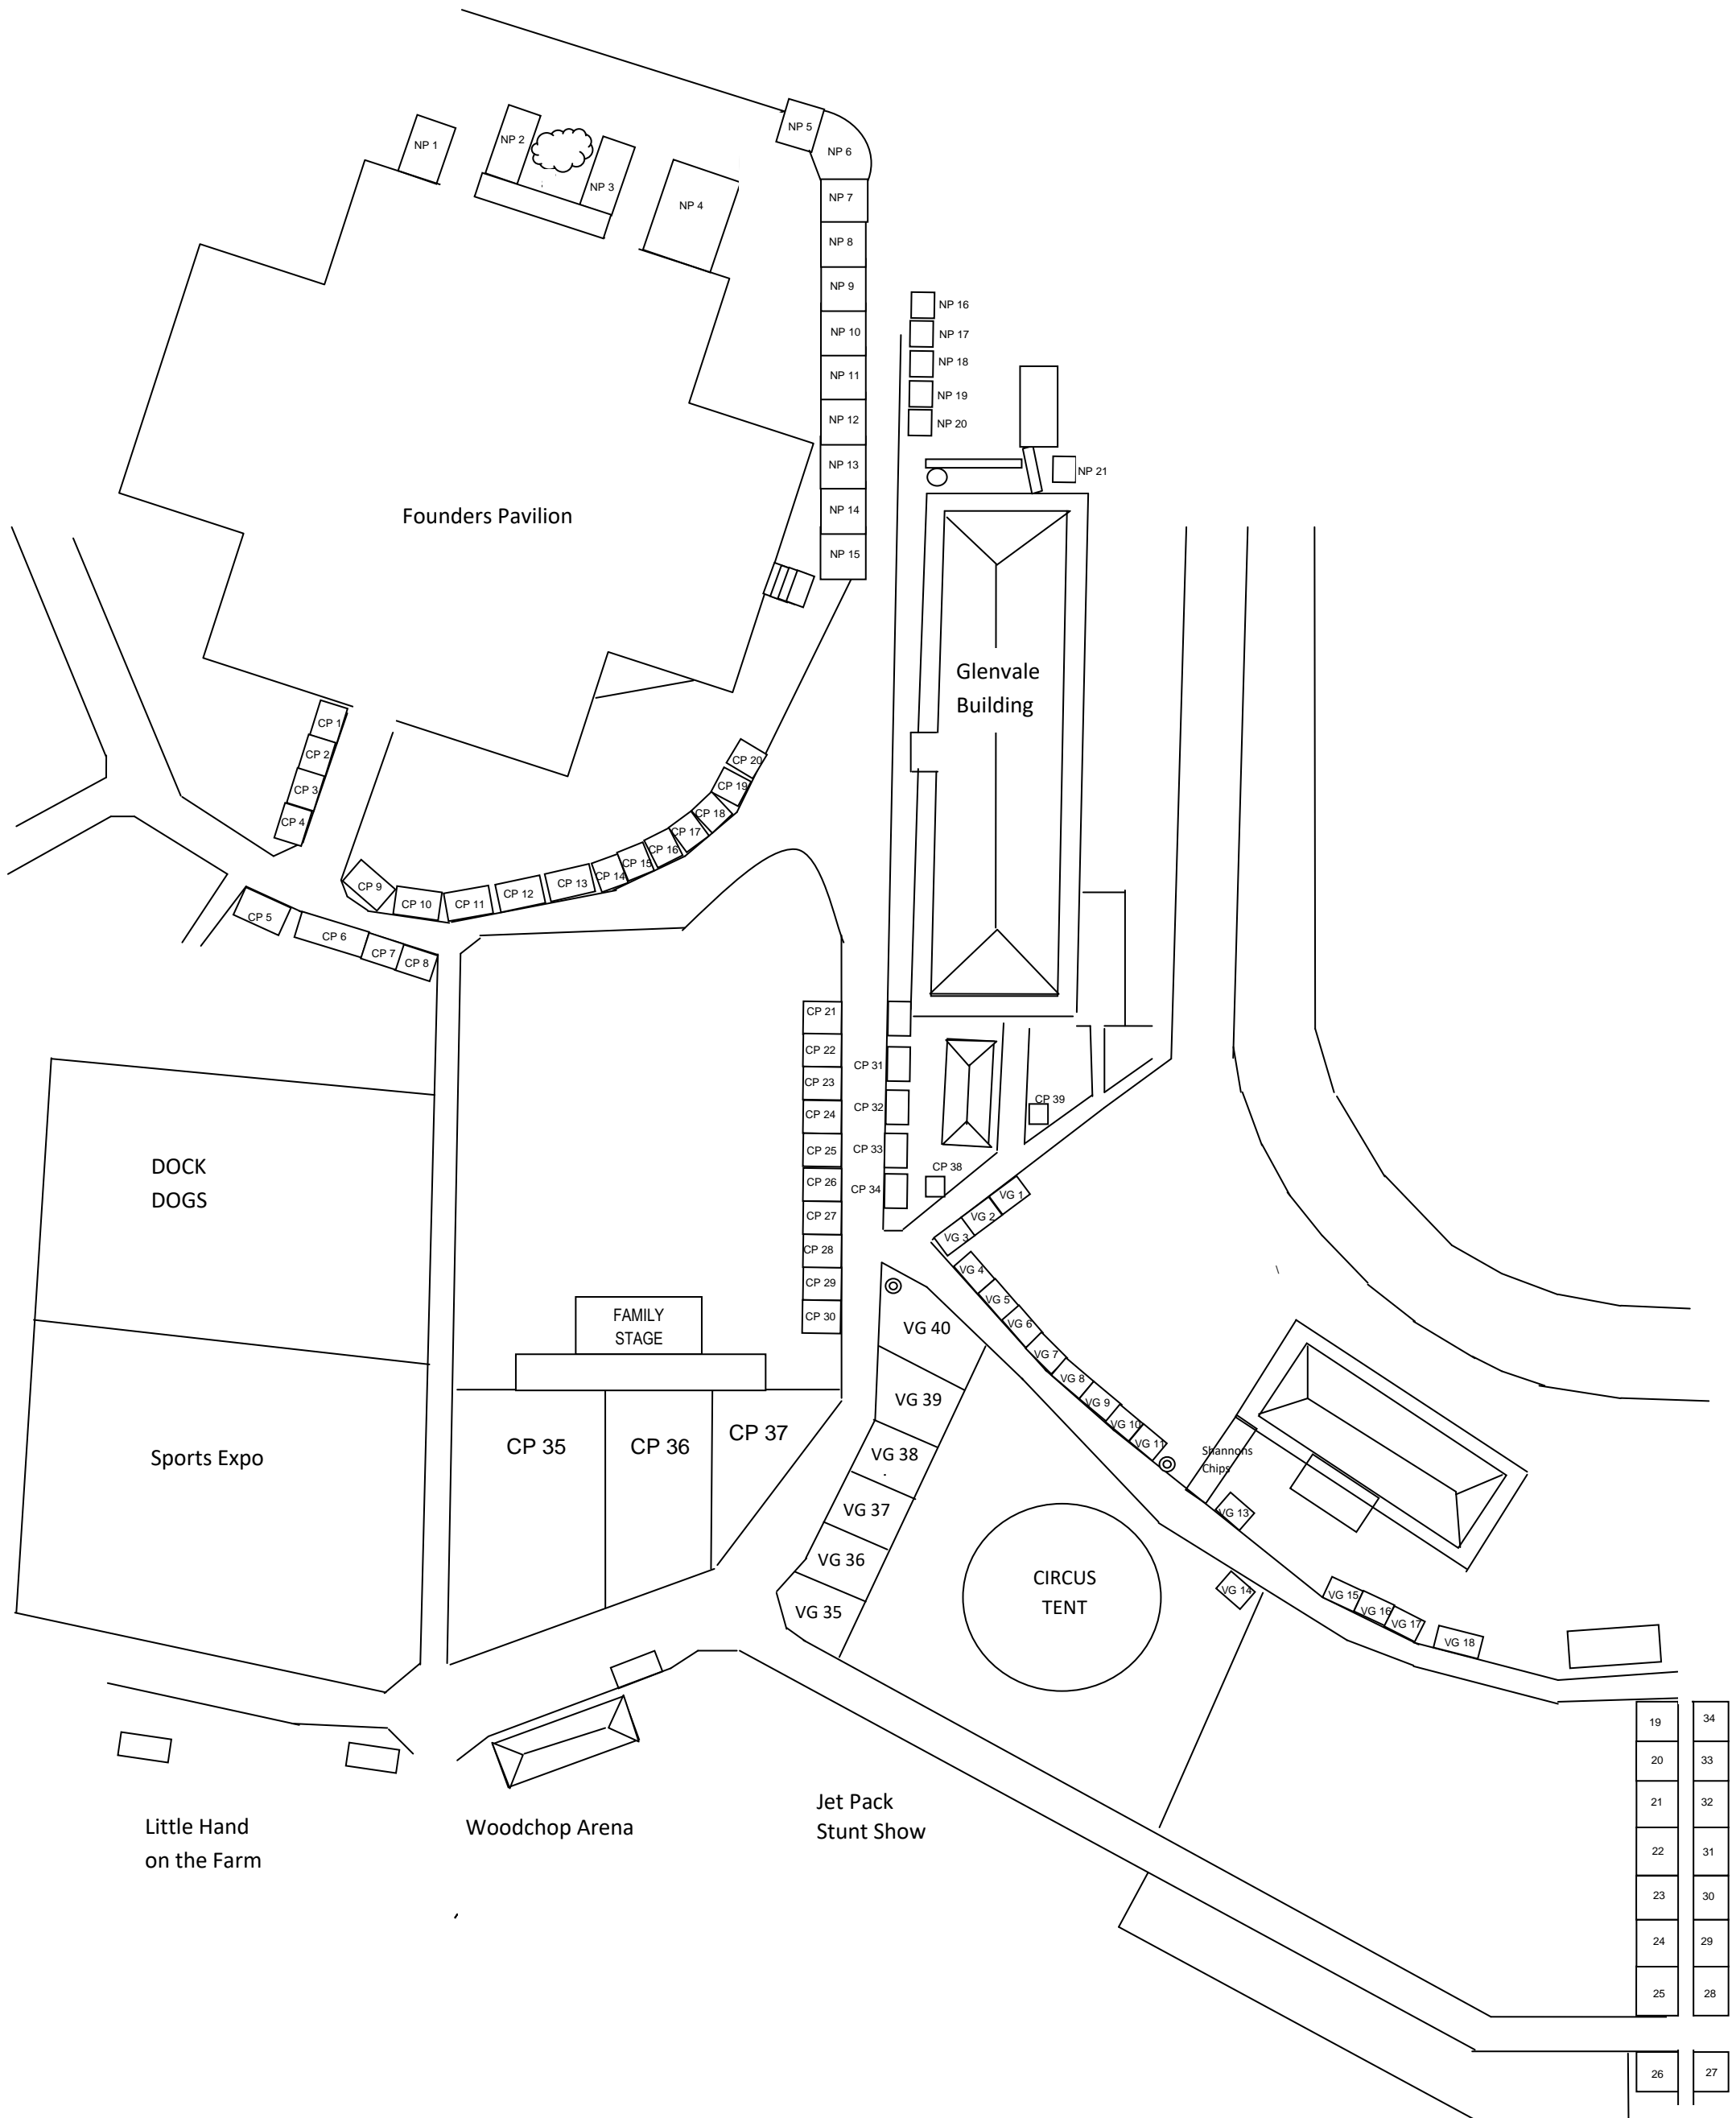 NP 1
NP 2
NP 3
NP 4
NP 5
NP 6
NP 7
NP 8
NP 9
NP 10
NP 11
NP 12
NP 13
NP 14
NP 15
NP 16
NP 17
NP 18
NP 19
NP 20
NP 21
Founders Pavilion
Glenvale
Building
CP 1
CP 2
CP 3
CP 4
CP 5
CP 6
CP 7
CP 8
CP 9
CP 10
CP 11
CP 12
CP 13
CP 14
CP 15
CP 16
CP 17
CP 18
CP 19
CP 20
CP 21
CP 22
CP 23
CP 24
CP 25
CP 26
CP 27
CP 28
CP 29
CP 30
CP 31
CP 32
CP 33
CP 34
CP 38
CP 39
DOCK
DOGS
Sports Expo
FAMILY
STAGE
CP 35
CP 36
CP 37
VG 1
VG 2
VG 3
VG 4
VG 5
VG 6
VG 7
VG 8
VG 9
VG 10
VG 11
Shannons
Chips
VG 13
VG 14
VG 15
VG 16
VG 17
VG 18
VG 40
VG 39
VG 38
VG 37
VG 36
VG 35
CIRCUS
TENT
Little Hand
on the Farm
Woodchop Arena
Jet Pack
Stunt Show
19
34
20
33
21
32
22
31
23
30
24
29
25
28
26
27